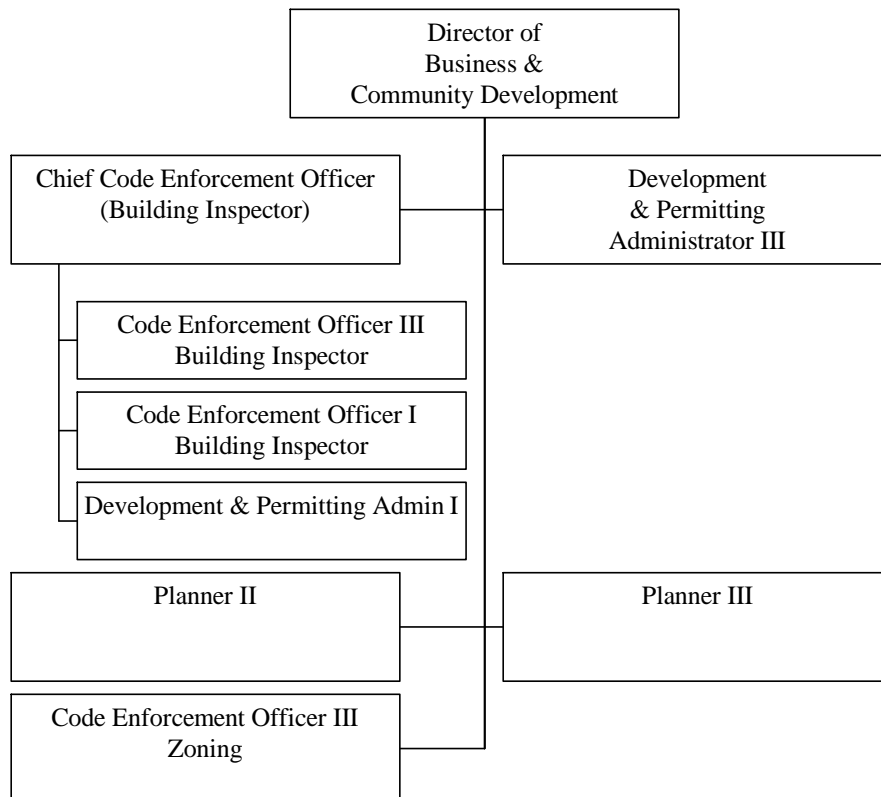 Director of
Business &
Community Development
Chief Code Enforcement Officer
(Building Inspector)
Development
& Permitting
Administrator III
Code Enforcement Officer III
Building Inspector
Code Enforcement Officer I
Building Inspector
Development & Permitting Admin I
Planner II
Planner III
Code Enforcement Officer III
Zoning